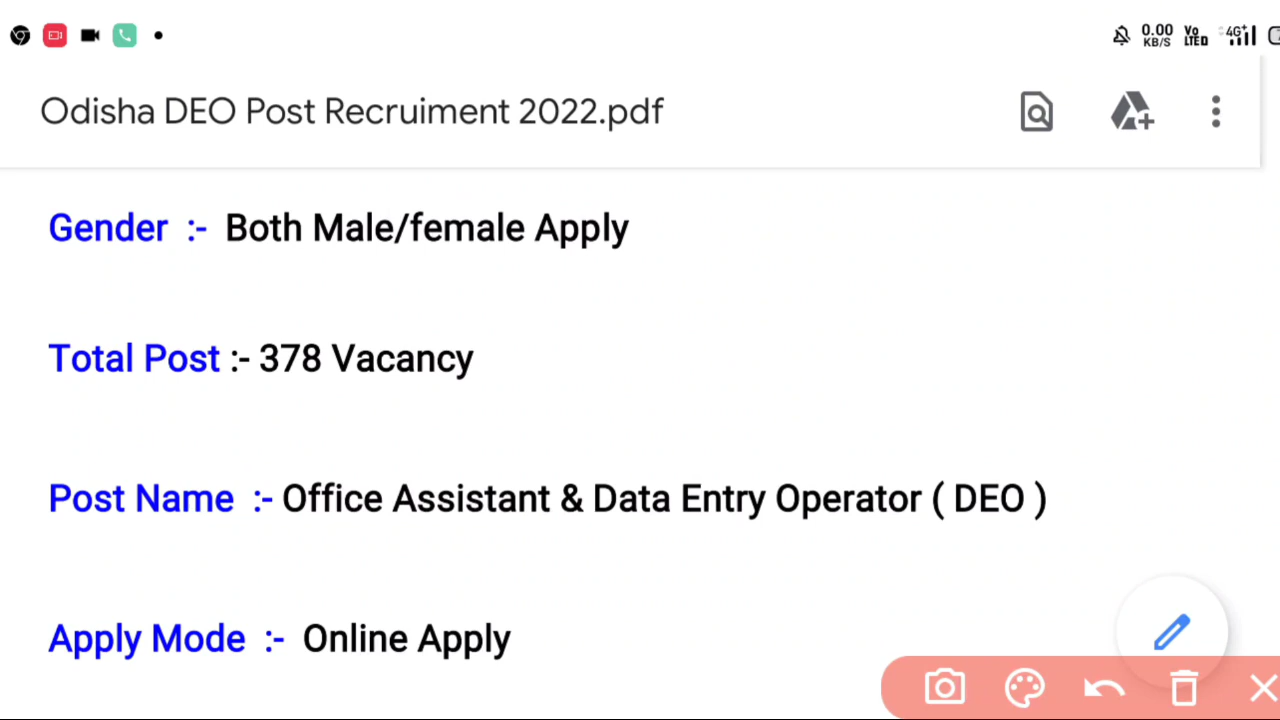 0.00 KB/S Vo LTE 4G+
Odisha DEO Post Recruiment 2022.pdf
Gender :- Both Male/female Apply
Total Post :- 378 Vacancy
Post Name :- Office Assistant & Data Entry Operator ( DEO )
Apply Mode :- Online Apply